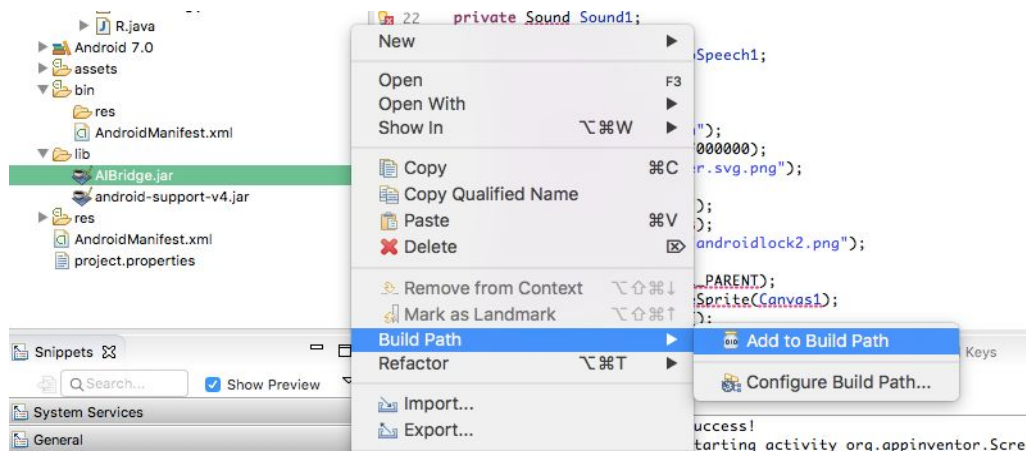 R.java
Android 7.0
assets
bin
res
AndroidManifest.xml
lib
AIBridge.jar
android-support-v4.jar
res
AndroidManifest.xml
project.properties
22 private Sound Sound1;
Speech1;
");
000000);
r.svg.png");
);
);
androidlock2.png");
_PARENT);
Sprite(Canvas1);
);
New
Open F3
Open With
Show In ⌥⌘W
Copy ⌘C
Copy Qualified Name
Paste ⌘V
Delete ⌦
Remove from Context ⌥⇧⌘↓
Mark as Landmark ⌥⇧⌘↑
Build Path
Refactor ⌥⌘T
Import...
Export...
Add to Build Path
Configure Build Path...
Keys
Snippets
Search...
Show Preview
System Services
General
uccess!
tarting activity org.appinventor.Scre